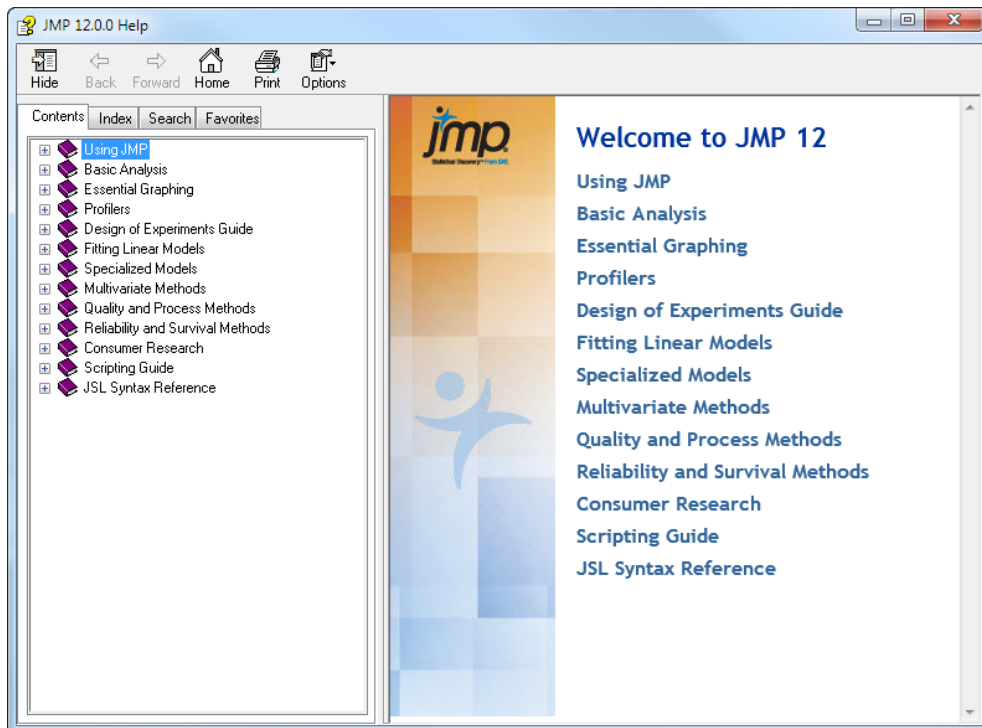 JMP 12.0.0 Help
Hide Back Forward Home Print Options
Contents Index Search Favorites
Using JMP
Basic Analysis
Essential Graphing
Profilers
Design of Experiments Guide
Fitting Linear Models
Specialized Models
Multivariate Methods
Quality and Process Methods
Reliability and Survival Methods
Consumer Research
Scripting Guide
JSL Syntax Reference
jmp
Statistical Discovery™ From SAS.
Welcome to JMP 12
Using JMP
Basic Analysis
Essential Graphing
Profilers
Design of Experiments Guide
Fitting Linear Models
Specialized Models
Multivariate Methods
Quality and Process Methods
Reliability and Survival Methods
Consumer Research
Scripting Guide
JSL Syntax Reference